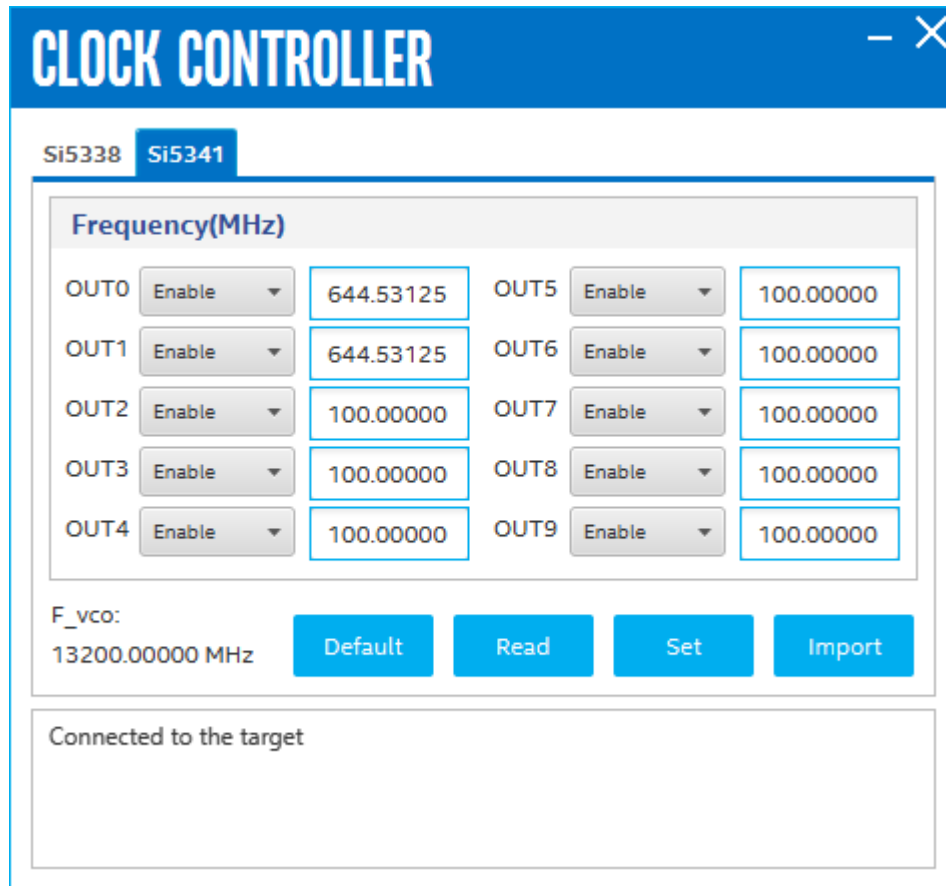 CLOCK CONTROLLER
Si5338 Si5341
Frequency(MHz)
OUT0 Enable 644.53125 OUT5 Enable 100.00000
OUT1 Enable 644.53125 OUT6 Enable 100.00000
OUT2 Enable 100.00000 OUT7 Enable 100.00000
OUT3 Enable 100.00000 OUT8 Enable 100.00000
OUT4 Enable 100.00000 OUT9 Enable 100.00000
F_vco:
13200.00000 MHz Default Read Set Import
Connected to the target